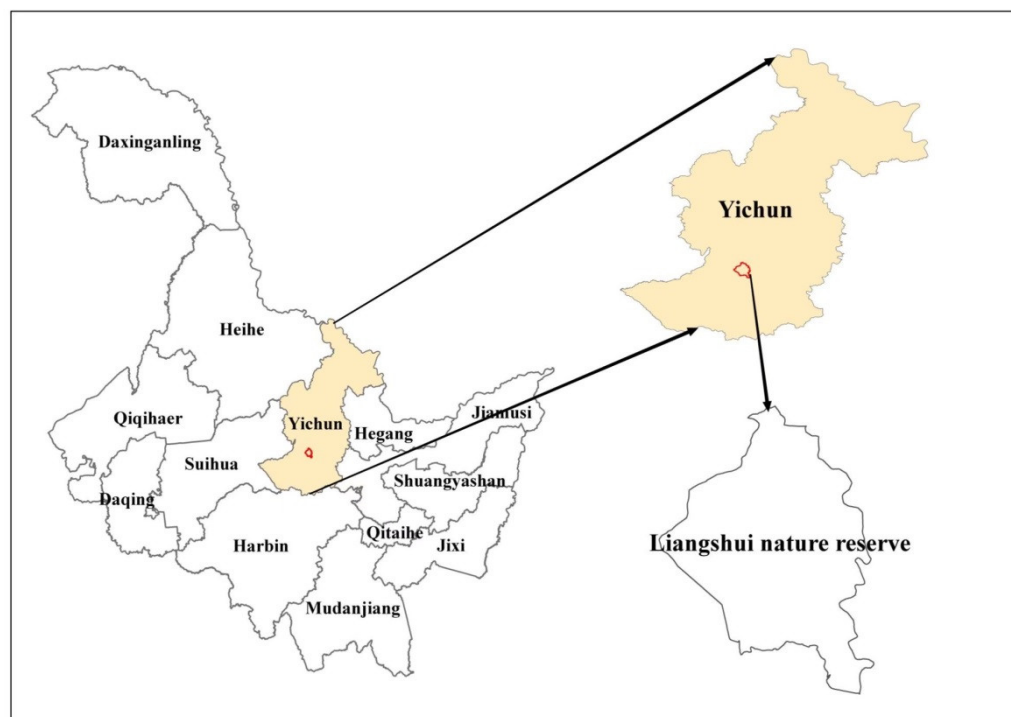 Daxinganling
Yichun
Heihe
Qiqihaer
Jiamusi
Yichun
Hegang
Suihua
Shuangyashan
Daqing
Qitaihe
Harbin
Jixi
Liangshui nature reserve
Mudanjiang